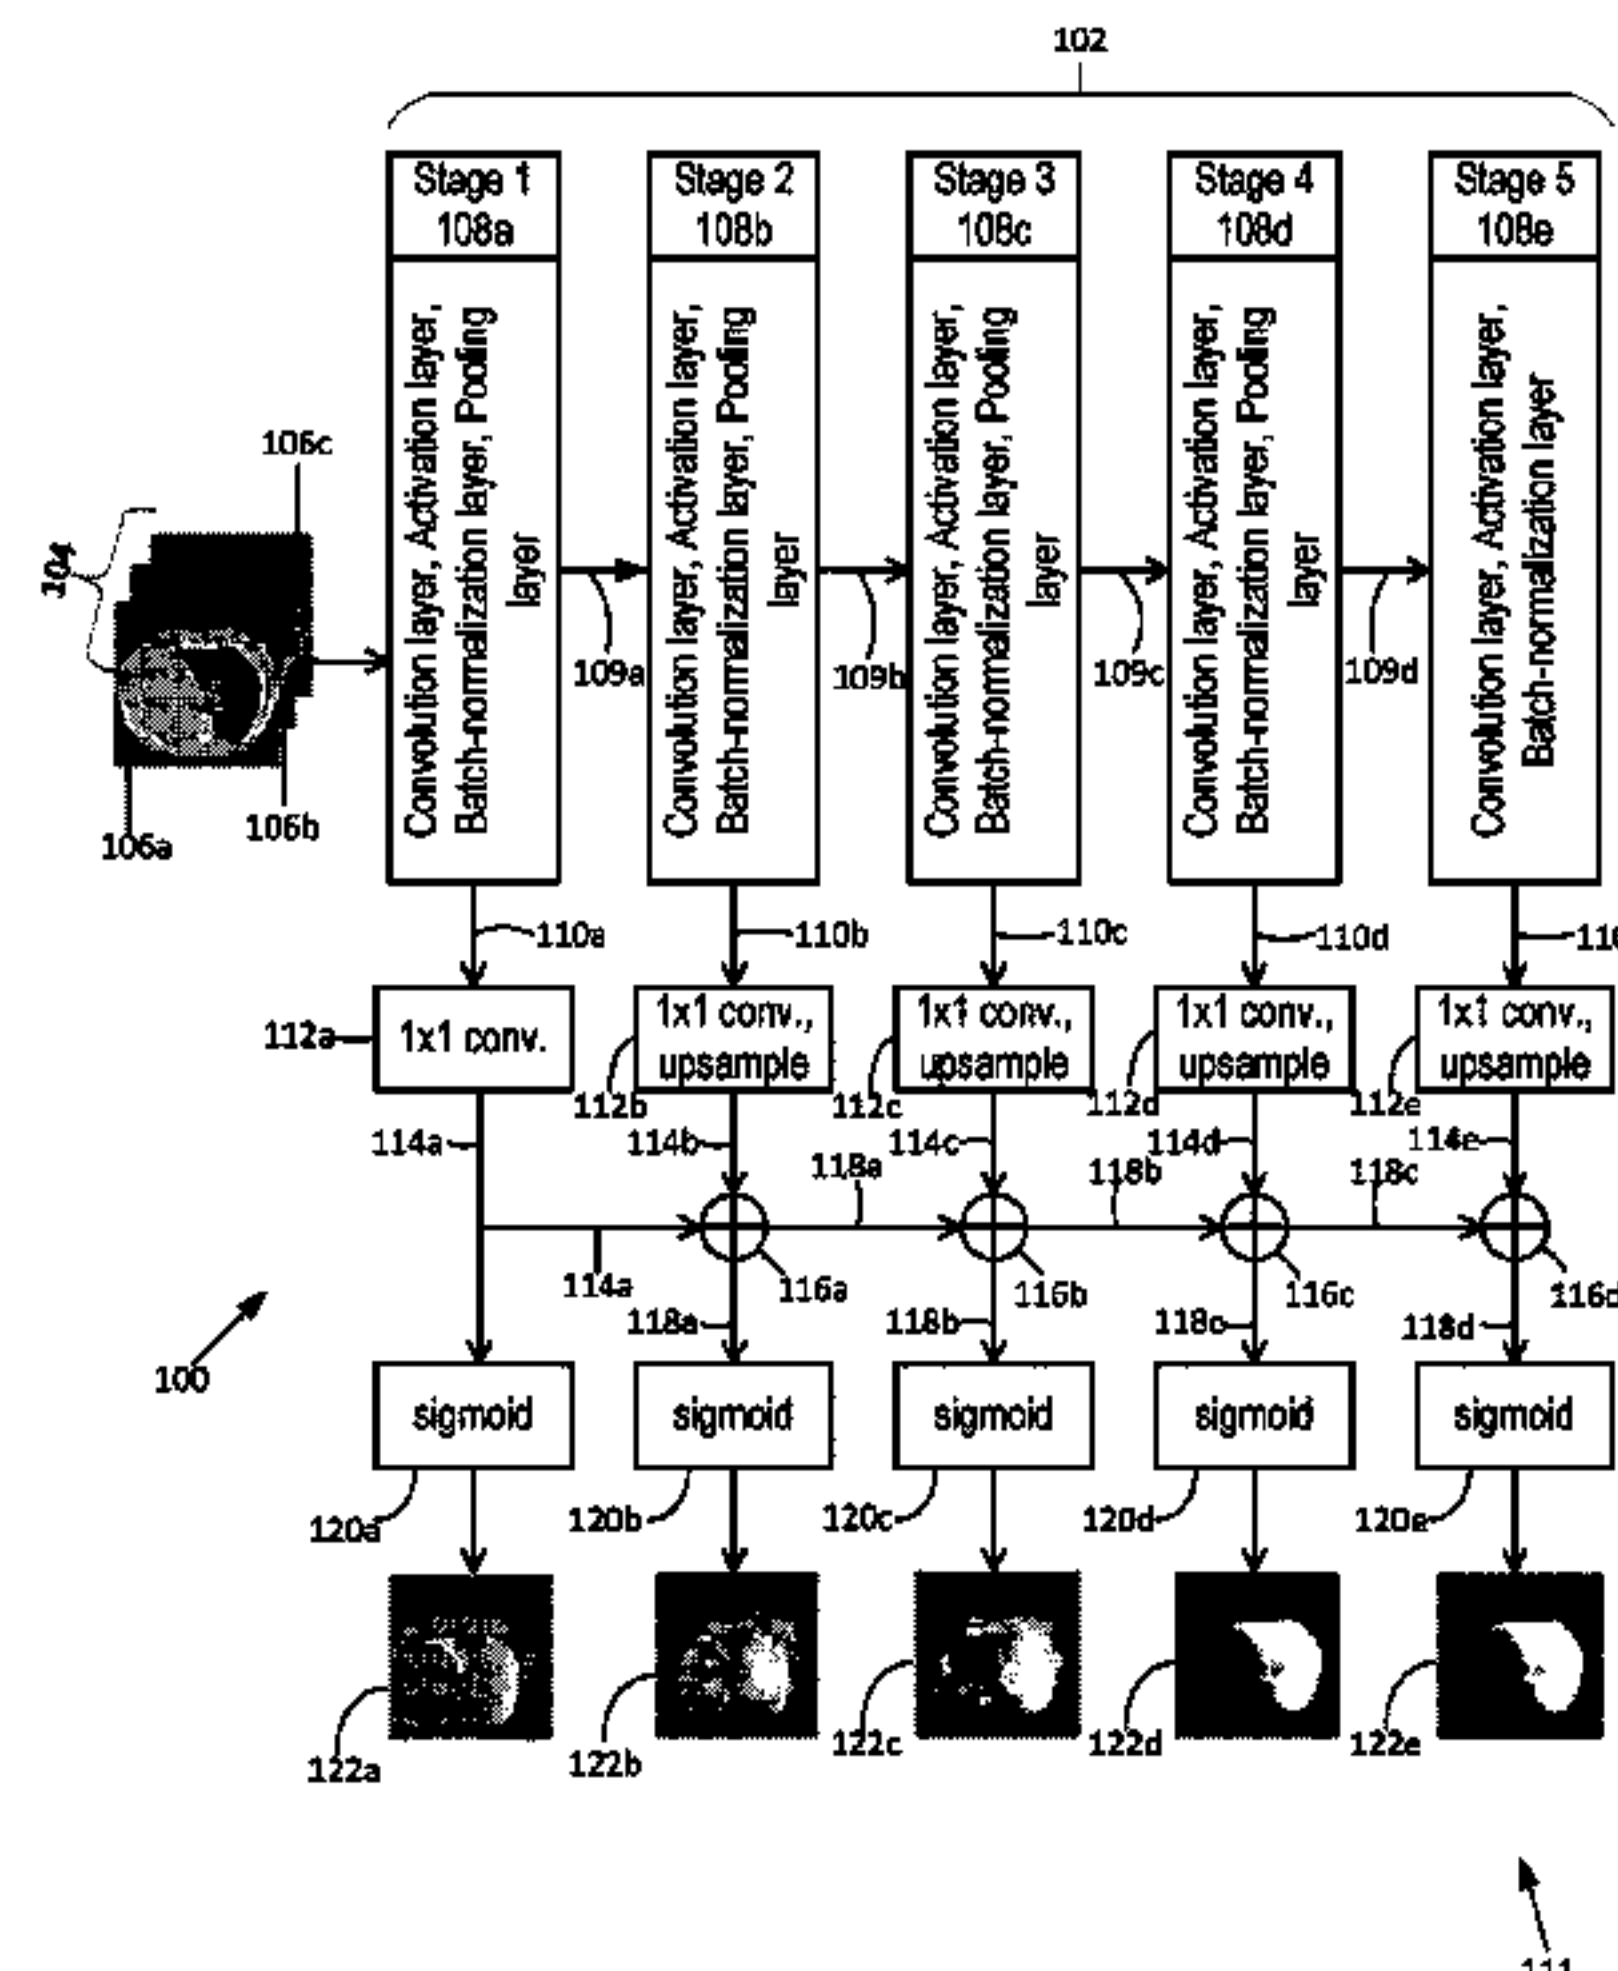 102
Stage 1
108a
Stage 2
108b
Stage 3
108c
Stage 4
108d
Stage 5
108e
Convolution layer, Activation layer,
Batch-normalization layer, Pooling
layer
Convolution layer, Activation layer,
Batch-normalization layer, Pooling
layer
Convolution layer, Activation layer,
Batch-normalization layer, Pooling
layer
Convolution layer, Activation layer,
Batch-normalization layer, Pooling
layer
Convolution layer, Activation layer,
Batch-normalization layer
106c
104
106a
106b
109a
109b
109c
109d
110a
110b
110c
110d
112a
1x1 conv.
1x1 conv.,
upsample
1x1 conv.,
upsample
1x1 conv.,
upsample
1x1 conv.,
upsample
112b
112c
112d
112e
114a
114b
114c
114d
114e
118a
118b
118c
114a
116a
116b
116c
116d
118a
118b
118c
118d
100
sigmoid
sigmoid
sigmoid
sigmoid
sigmoid
120a
120b
120c
120d
120e
122a
122b
122c
122d
122e